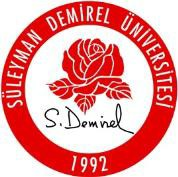 SÜLEYMAN DEMİREL ÜNİVERSİTESİ
S. Demirel
1992